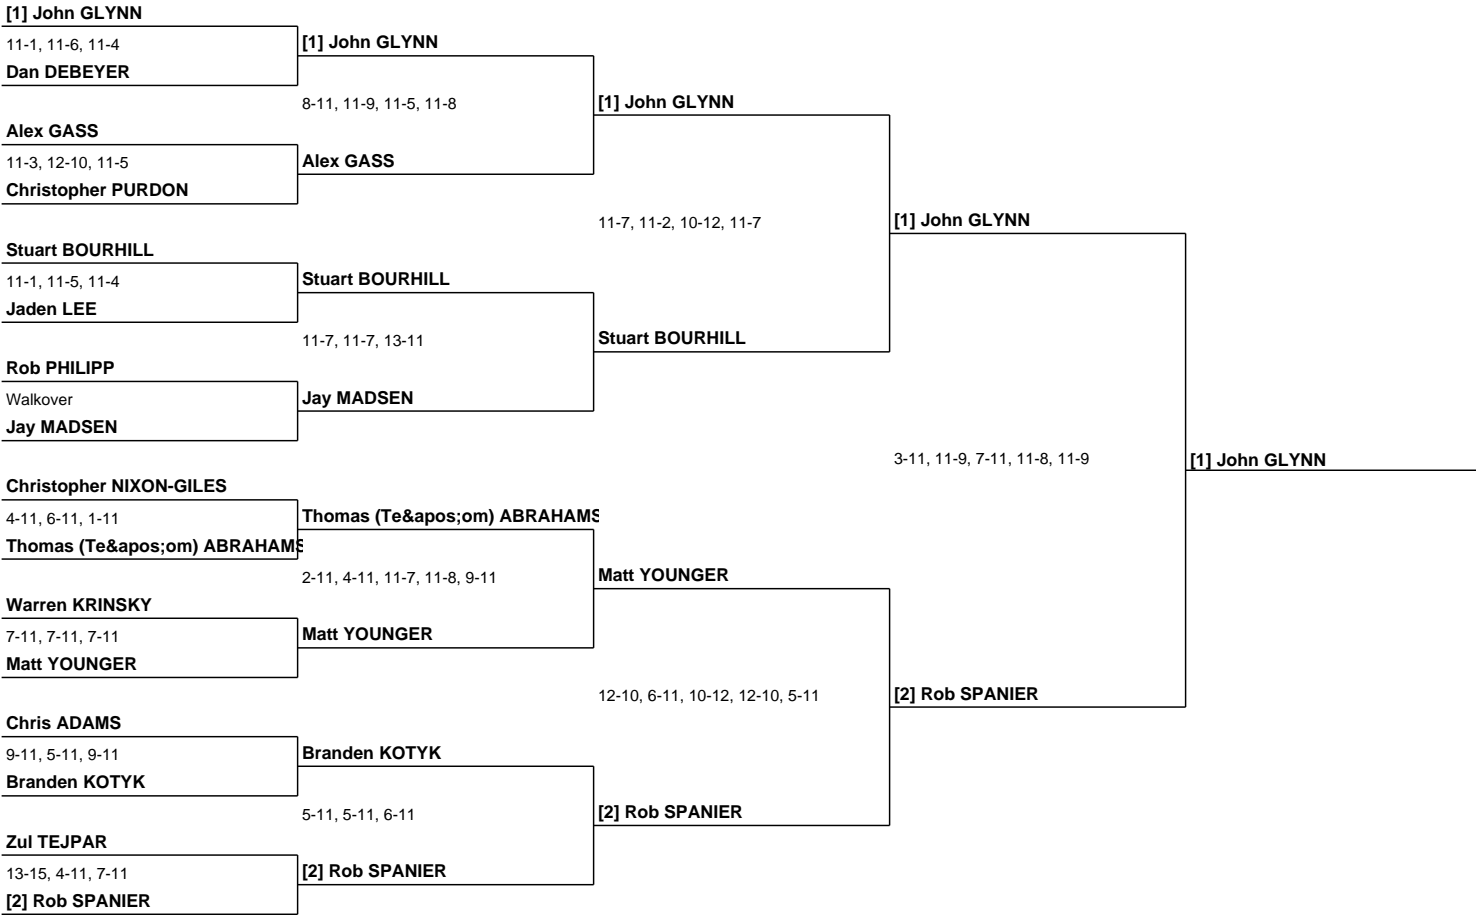 [1] John GLYNN
11-1, 11-6, 11-4
Dan DEBEYER
Alex GASS
11-3, 12-10, 11-5
Christopher PURDON
Stuart BOURHILL
11-1, 11-5, 11-4
Jaden LEE
Rob PHILIPP
Walkover
Jay MADSEN
Christopher NIXON-GILES
4-11, 6-11, 1-11
Thomas (Te&apos;om) ABRAHAMS
Warren KRINSKY
7-11, 7-11, 7-11
Matt YOUNGER
Chris ADAMS
9-11, 5-11, 9-11
Branden KOTYK
Zul TEJPAR
13-15, 4-11, 7-11
[2] Rob SPANIER
[1] John GLYNN
8-11, 11-9, 11-5, 11-8
Alex GASS
Stuart BOURHILL
11-7, 11-7, 13-11
Jay MADSEN
Thomas (Te&apos;om) ABRAHAMS
2-11, 4-11, 11-7, 11-8, 9-11
Matt YOUNGER
Branden KOTYK
5-11, 5-11, 6-11
[2] Rob SPANIER
[1] John GLYNN
11-7, 11-2, 10-12, 11-7
Stuart BOURHILL
Matt YOUNGER
12-10, 6-11, 10-12, 12-10, 5-11
[2] Rob SPANIER
[1] John GLYNN
3-11, 11-9, 7-11, 11-8, 11-9
[2] Rob SPANIER
[1] John GLYNN